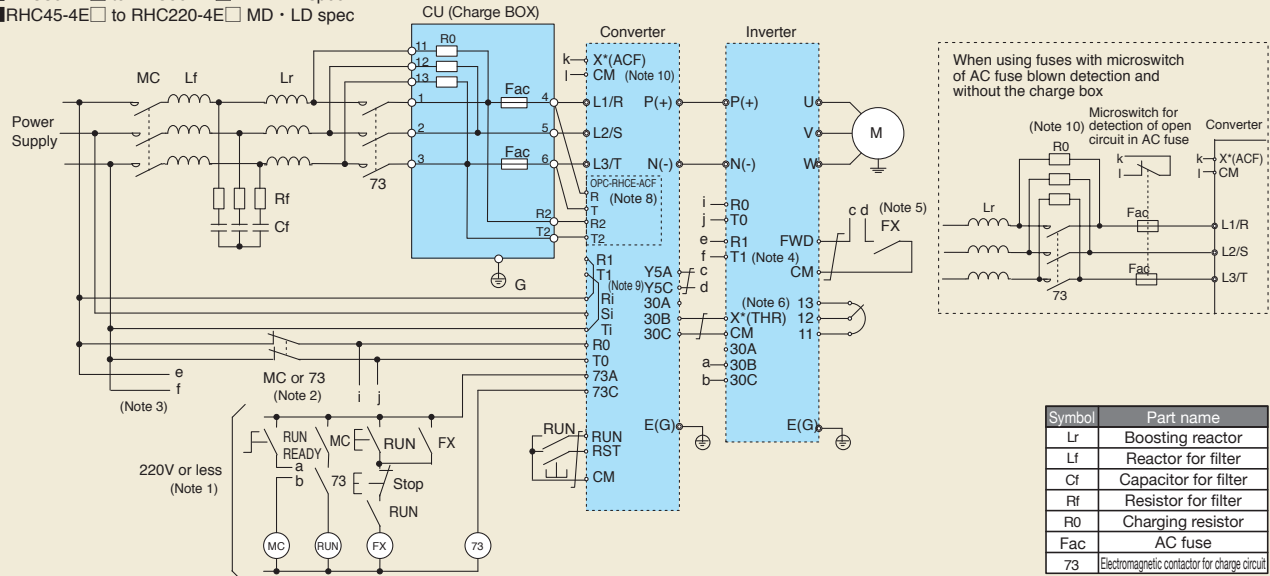 ■RHC45-4E□ to RHC220-4E□ MD・LD spec
CU (Charge BOX)
Converter
Inverter
MC
Lf
Lr
Power
Supply
73
Rf
Cf
11
R0
12
13
1
Fac
4
2
5
3
Fac
6
R2
T2
G
k
X*(ACF)
l
CM
(Note 10)
L1/R
P(+)
L2/S
L3/T
N(-)
OPC-RHCE-ACF
R
(Note 8)
T
R2
T2
R1
T1
(Note 9)
Ri
Si
Ti
R0
T0
73A
73C
Y5A
c
Y5C
d
30A
30B
30C
E(G)
RUN
RUN
RST
CM
P(+)
U
V
W
M
N(-)
i
R0
j
T0
e
R1
f
T1
(Note 4)
FWD
CM
c d
(Note 5)
FX
(Note 6)
13
X*(THR)
12
CM
11
30A
a
30B
b
30C
E(G)
e
f
(Note 3)
MC or 73
(Note 2)
i
j
220V or less
(Note 1)
RUN
READY
a
b
MC
73
RUN
FX
Stop
RUN
MC
RUN
FX
73
When using fuses with microswitch
of AC fuse blown detection and
without the charge box
Microswitch for
(Note 10) detection of open
circuit in AC fuse
Converter
R0
k
l
k
X*(ACF)
l
CM
Lr
Fac
L1/R
L2/S
Fac
L3/T
73
Symbol Part name
Lr Boosting reactor
Lf Reactor for filter
Cf Capacitor for filter
Rf Resistor for filter
R0 Charging resistor
Fac AC fuse
73 Electromagnetic contactor for charge circuit